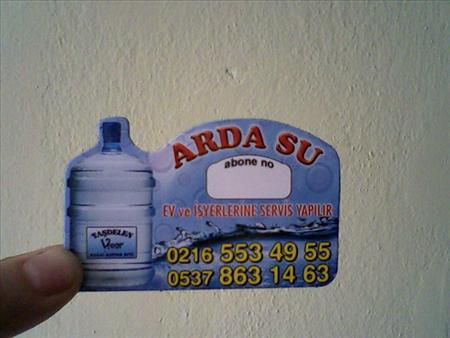 ARDA SU
abone no
EV ve İŞYERLERİNE SERVİS YAPILIR
0216 553 49 55
0537 863 14 63
TAŞDELEN